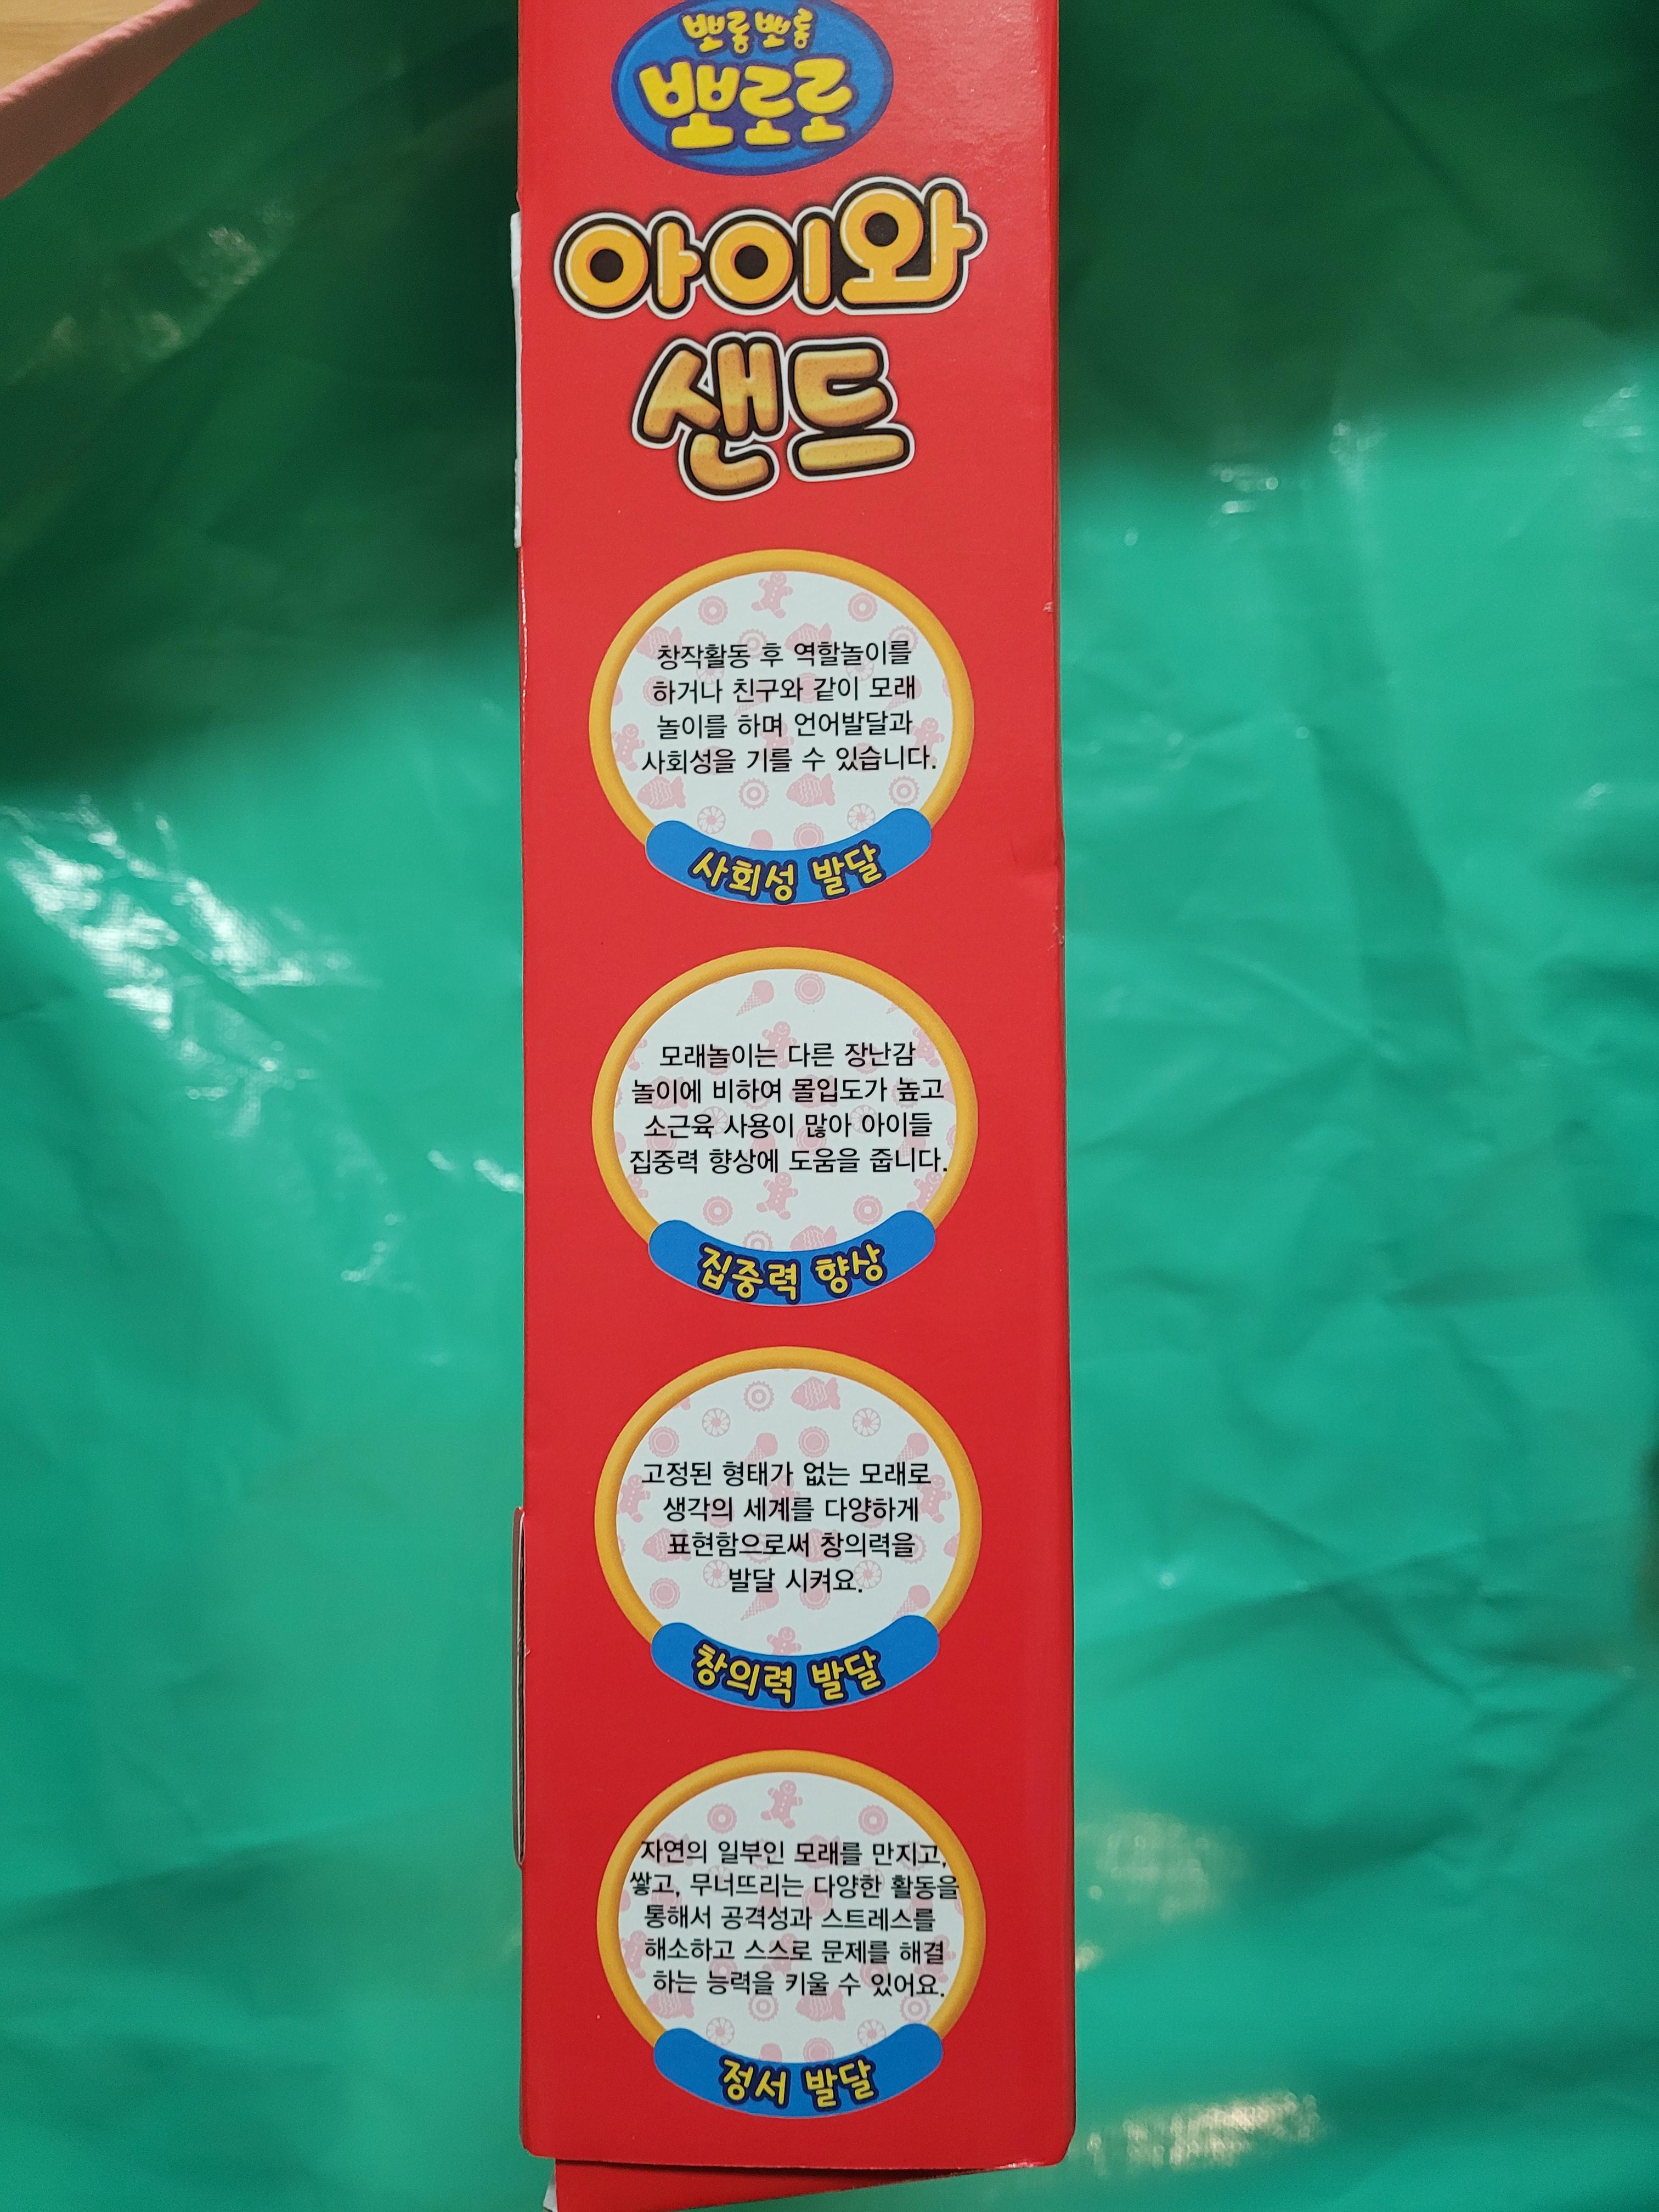 뽀롱뽀롱
뽀로로
아이와
샌드
창작활동 후 역할놀이를
하거나 친구와 같이 모래
놀이를 하며 언어발달과
사회성을 기를 수 있습니다.
사회성 발달
모래놀이는 다른 장난감
놀이에 비하여 몰입도가 높고
소근육 사용이 많아 아이들
집중력 향상에 도움을 줍니다.
집중력 향상
고정된 형태가 없는 모래로
생각의 세계를 다양하게
표현함으로써 창의력을
발달 시켜요.
창의력 발달
자연의 일부인 모래를 만지고,
쌓고, 무너뜨리는 다양한 활동을
통해서 공격성과 스트레스를
해소하고 스스로 문제를 해결
하는 능력을 키울 수 있어요.
정서 발달